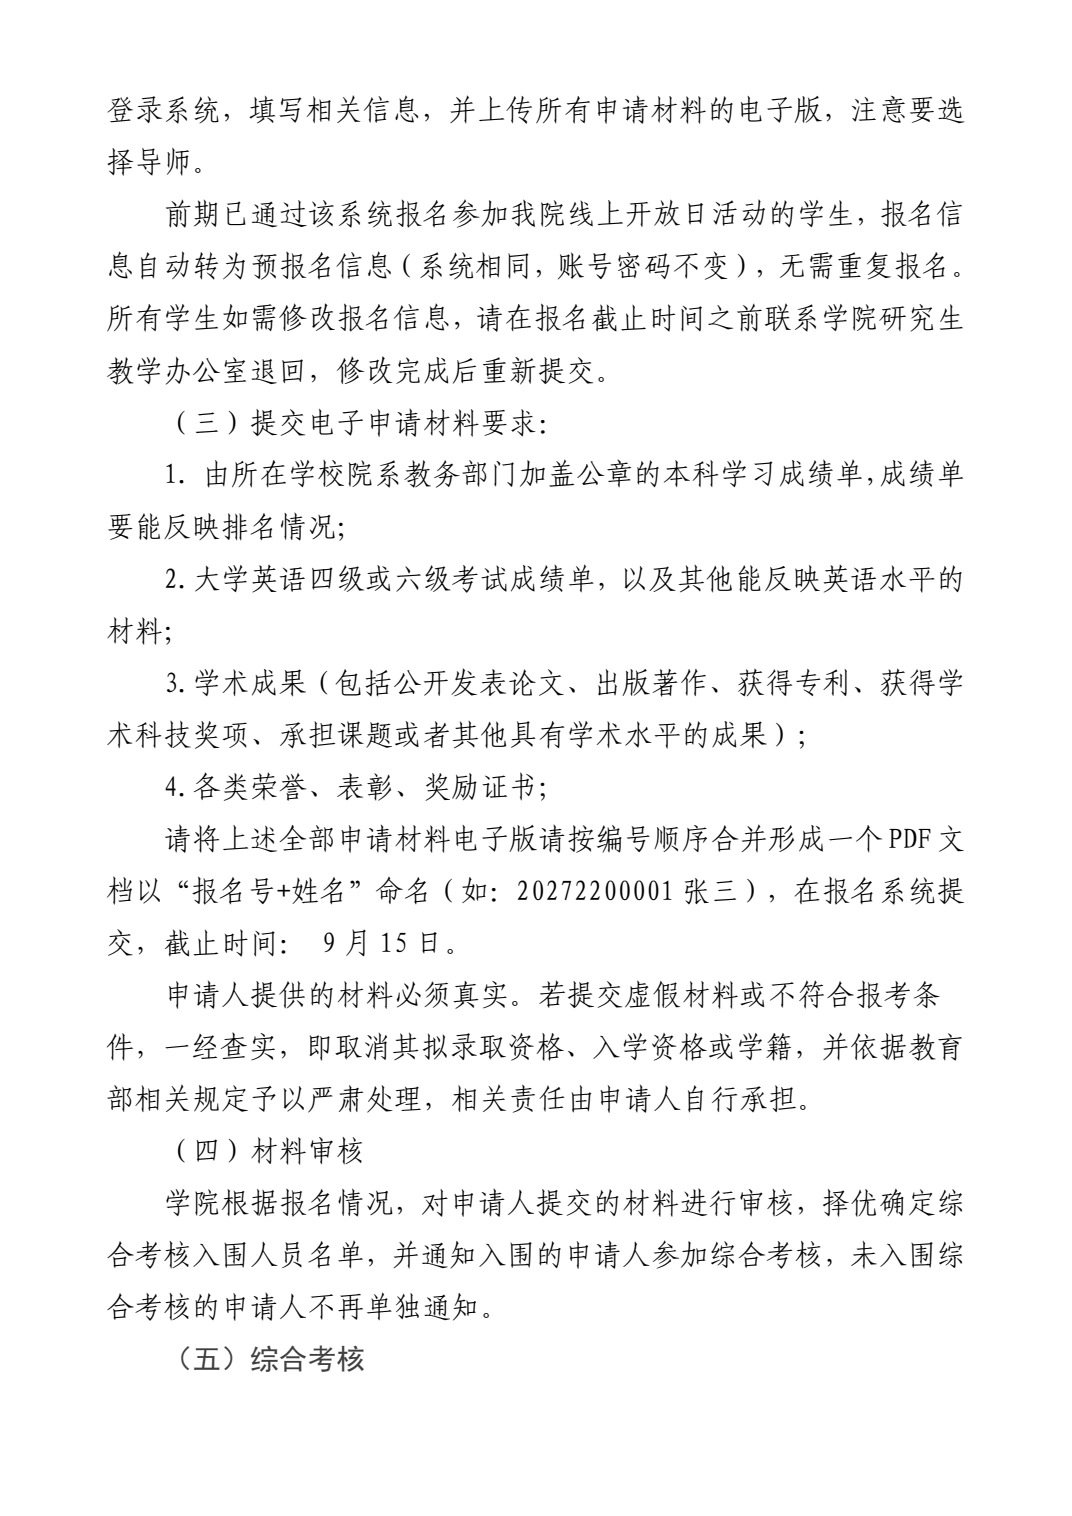 登录系统，填写相关信息，并上传所有申请材料的电子版，注意要选
择导师。
前期已通过该系统报名参加我院线上开放日活动的学生，报名信
息自动转为预报名信息（系统相同，账号密码不变），无需重复报名。
所有学生如需修改报名信息，请在报名截止时间之前联系学院研究生
教学办公室退回，修改完成后重新提交。
（三）提交电子申请材料要求：
1. 由所在学校院系教务部门加盖公章的本科学习成绩单，成绩单
要能反映排名情况；
2.大学英语四级或六级考试成绩单，以及其他能反映英语水平的
材料；
3.学术成果（包括公开发表论文、出版著作、获得专利、获得学
术科技奖项、承担课题或者其他具有学术水平的成果）；
4.各类荣誉、表彰、奖励证书；
请将上述全部申请材料电子版请按编号顺序合并形成一个 PDF 文
档以“报名号+姓名”命名（如：20272200001 张三），在报名系统提
交，截止时间： 9 月 15 日。
申请人提供的材料必须真实。若提交虚假材料或不符合报考条
件，一经查实，即取消其拟录取资格、入学资格或学籍，并依据教育
部相关规定予以严肃处理，相关责任由申请人自行承担。
（四）材料审核
学院根据报名情况，对申请人提交的材料进行审核，择优确定综
合考核入围人员名单，并通知入围的申请人参加综合考核，未入围综
合考核的申请人不再单独通知。
（五）综合考核